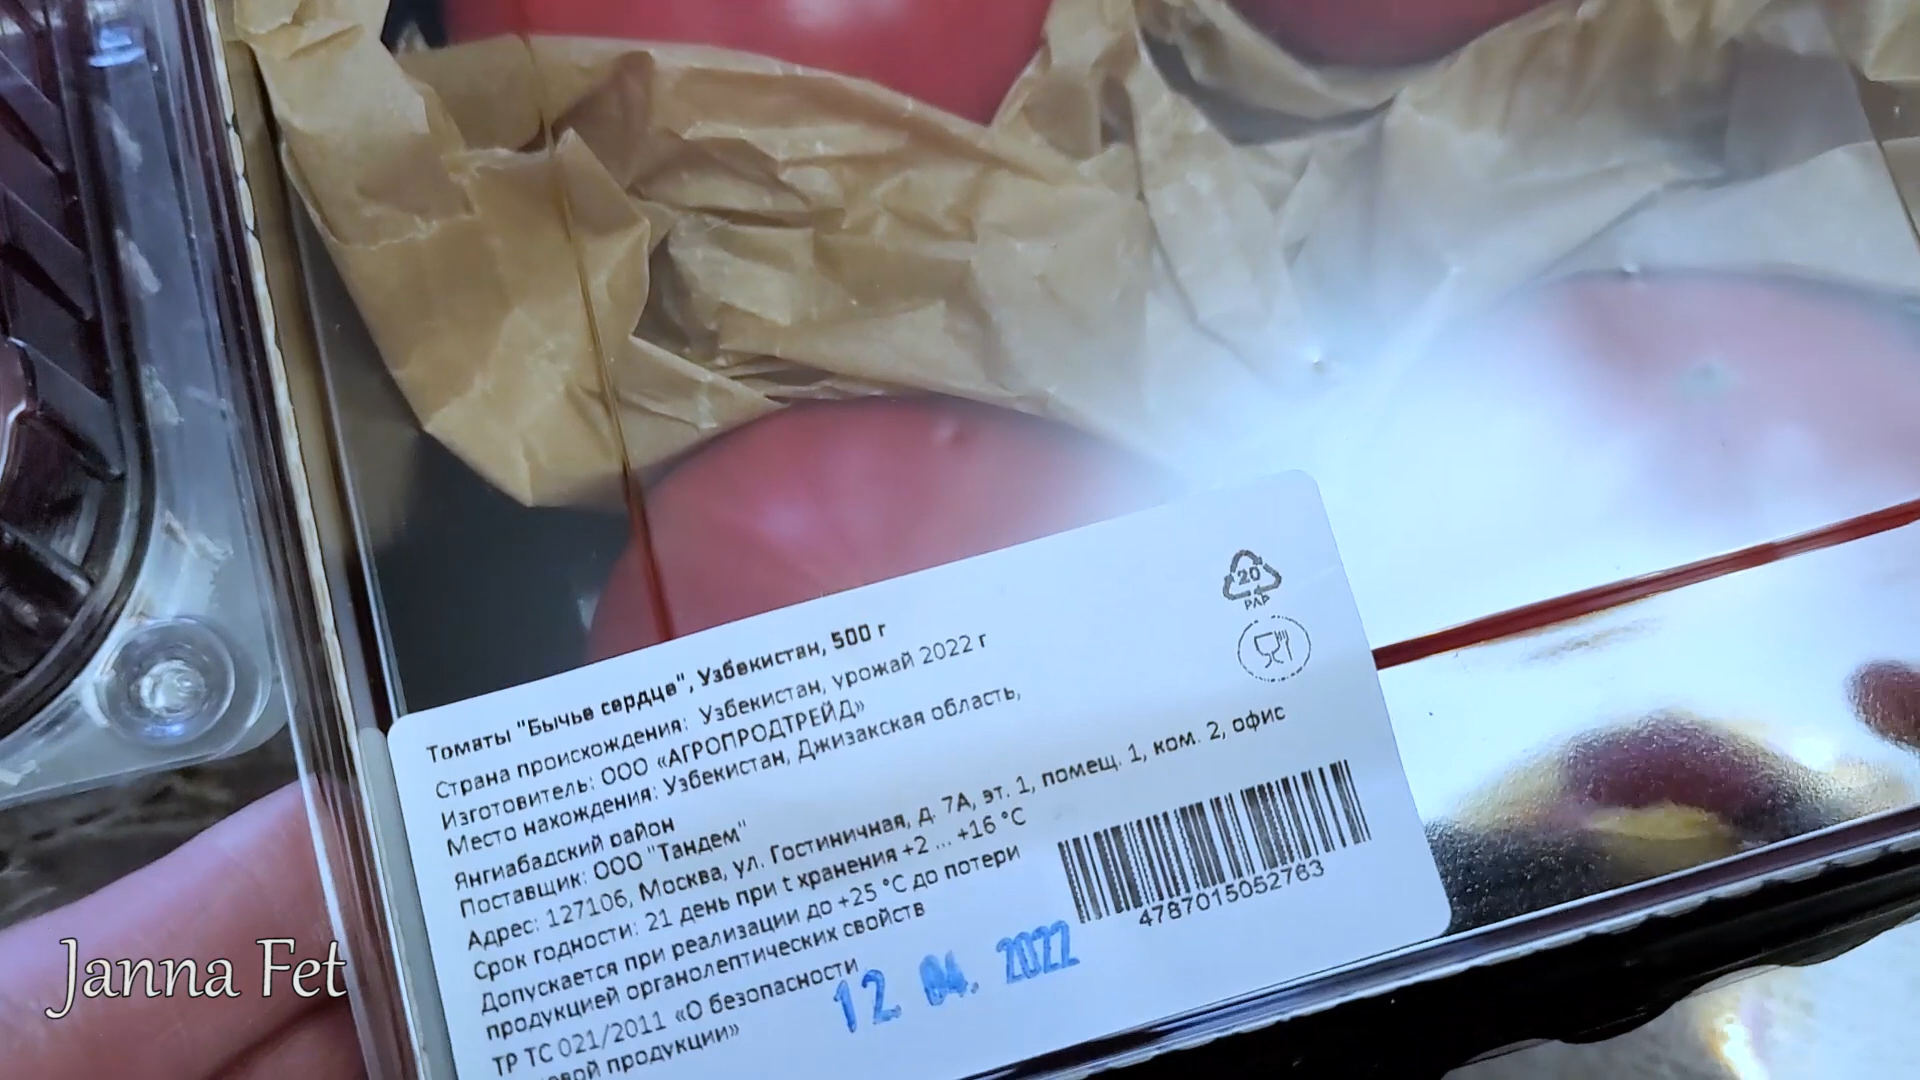 Томаты "Бычье сердце", Узбекистан, 500 г
Страна происхождения: Узбекистан, урожай 2022 г
Изготовитель: ООО «АГРОПРОДТРЕЙД»
Место нахождения: Узбекистан, Джизакская область,
Янгиабадский район
Поставщик: ООО "Тандем"
Адрес: 127106, Москва, ул. Гостиничная, д. 7А, эт. 1, помещ. 1, ком. 2, офис
Срок годности: 21 день при t хранения +2 ... +16 °C
Допускается при реализации до +25 °C до потери
продукцией органолептических свойств
ТР ТС 021/2011 «О безопасности
продукции»
12. 04. 2022
20
PAP
4787015052763
Janna Fet